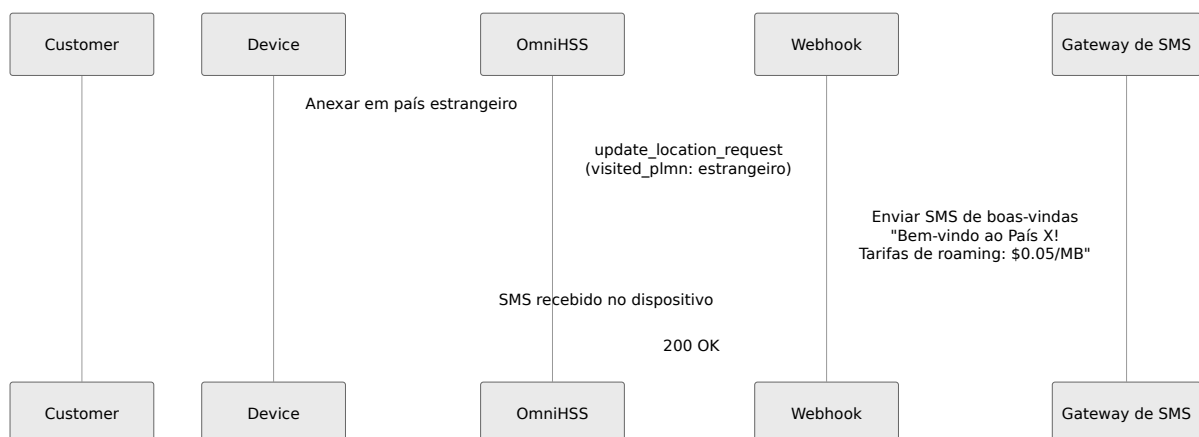 Customer
Device
OmniHSS
Webhook
Gateway de SMS
Anexar em país estrangeiro
update_location_request
(visited_plmn: estrangeiro)
Enviar SMS de boas-vindas
"Bem-vindo ao País X!
Tarifas de roaming: $0.05/MB"
SMS recebido no dispositivo
200 OK
Customer
Device
OmniHSS
Webhook
Gateway de SMS